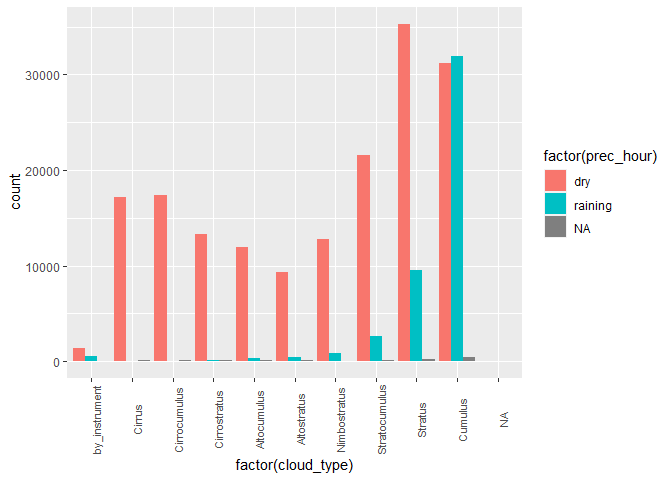 30000
20000
10000
0
count
by_instrument
Cirrus
Cirrocumulus
Cirrostratus
Altocumulus
Altostratus
Nimbostratus
Stratocumulus
Stratus
Cumulus
NA
factor(cloud_type)
factor(prec_hour)
dry
raining
NA